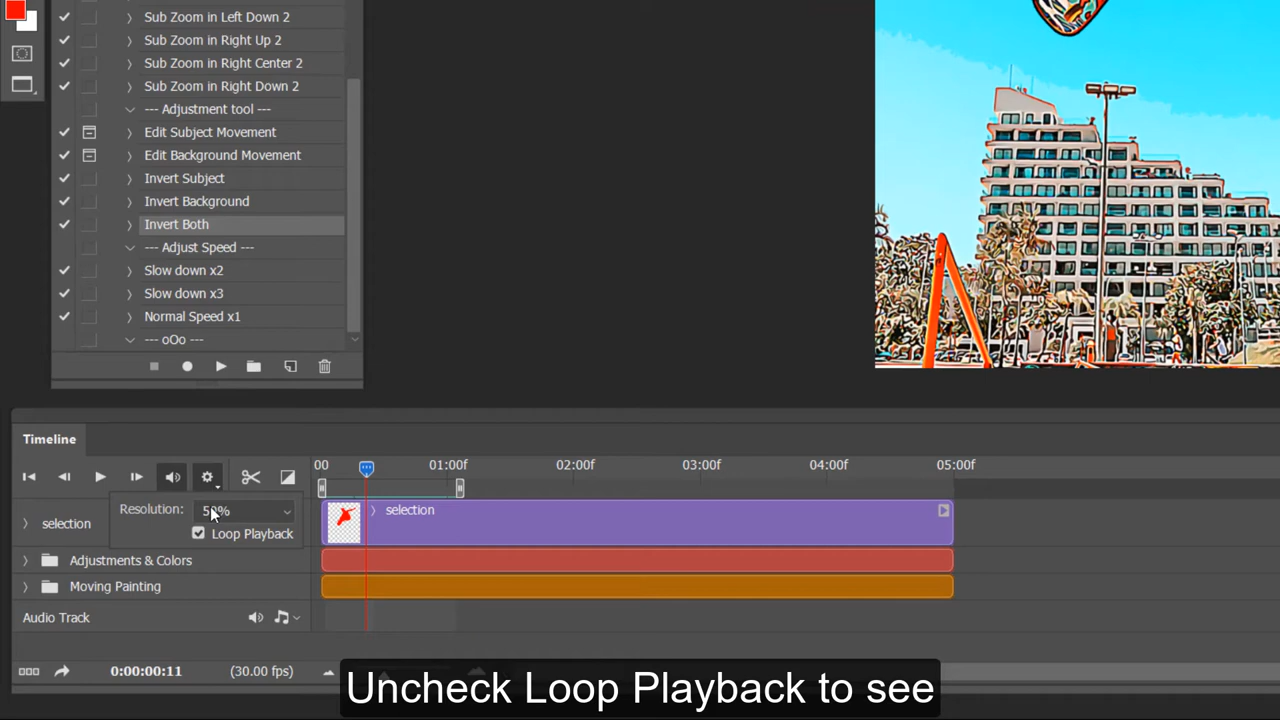 Sub Zoom in Left Down 2
Sub Zoom in Right Up 2
Sub Zoom in Right Center 2
Sub Zoom in Right Down 2
--- Adjustment tool ---
Edit Subject Movement
Edit Background Movement
Invert Subject
Invert Background
Invert Both
--- Adjust Speed ---
Slow down x2
Slow down x3
Normal Speed x1
--- oOo ---
Timeline
00 01:00f 02:00f 03:00f 04:00f 05:00f
Resolution: 50%
Loop Playback
selection
selection
Adjustments & Colors
Moving Painting
Audio Track
0:00:00:11 (30.00 fps)
Uncheck Loop Playback to see